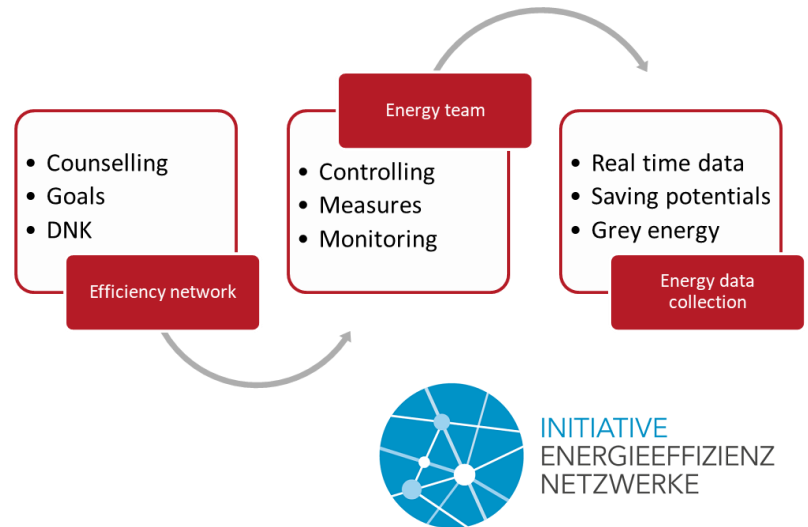 Energy team
• Counselling
• Goals
• DNK
Efficiency network
• Controlling
• Measures
• Monitoring
• Real time data
• Saving potentials
• Grey energy
Energy data
collection
INITIATIVE
ENERGIEEFFIZIENZ
NETZWERKE